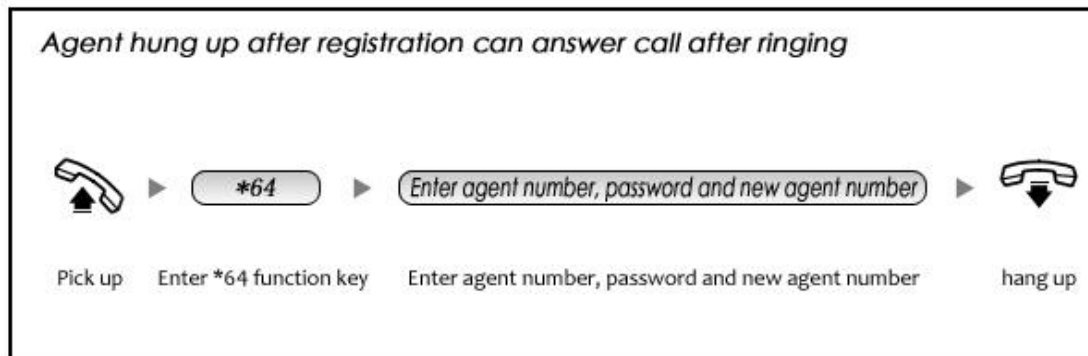 Agent hung up after registration can answer call after ringing
*64
Enter agent number, password and new agent number
Pick up
Enter *64 function key
Enter agent number, password and new agent number
hang up